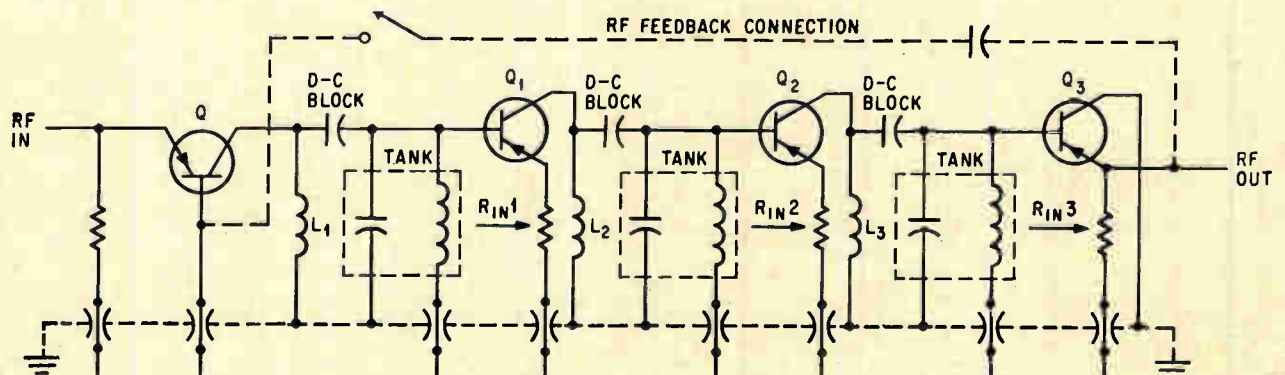 RF FEEDBACK CONNECTION
RF IN
Q
D-C BLOCK
TANK
L1
Q1
RIN1
D-C BLOCK
L2
TANK
Q2
RIN2
D-C BLOCK
L3
TANK
Q3
RIN3
RF OUT